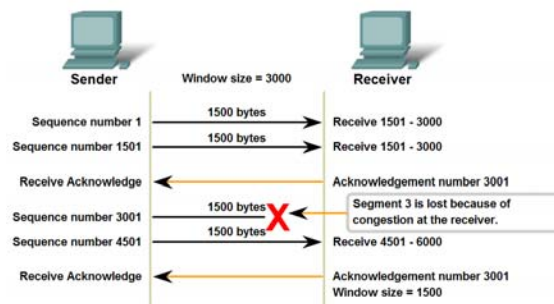 Sender
Window size = 3000
Receiver
1500 bytes
Sequence number 1
Receive 1501 - 3000
1500 bytes
Sequence number 1501
Receive 1501 - 3000
Receive Acknowledge
Acknowledgement number 3001
1500 bytes
Sequence number 3001
X
Segment 3 is lost because of
congestion at the receiver.
1500 bytes
Sequence number 4501
Receive 4501 - 6000
Receive Acknowledge
Acknowledgement number 3001
Window size = 1500